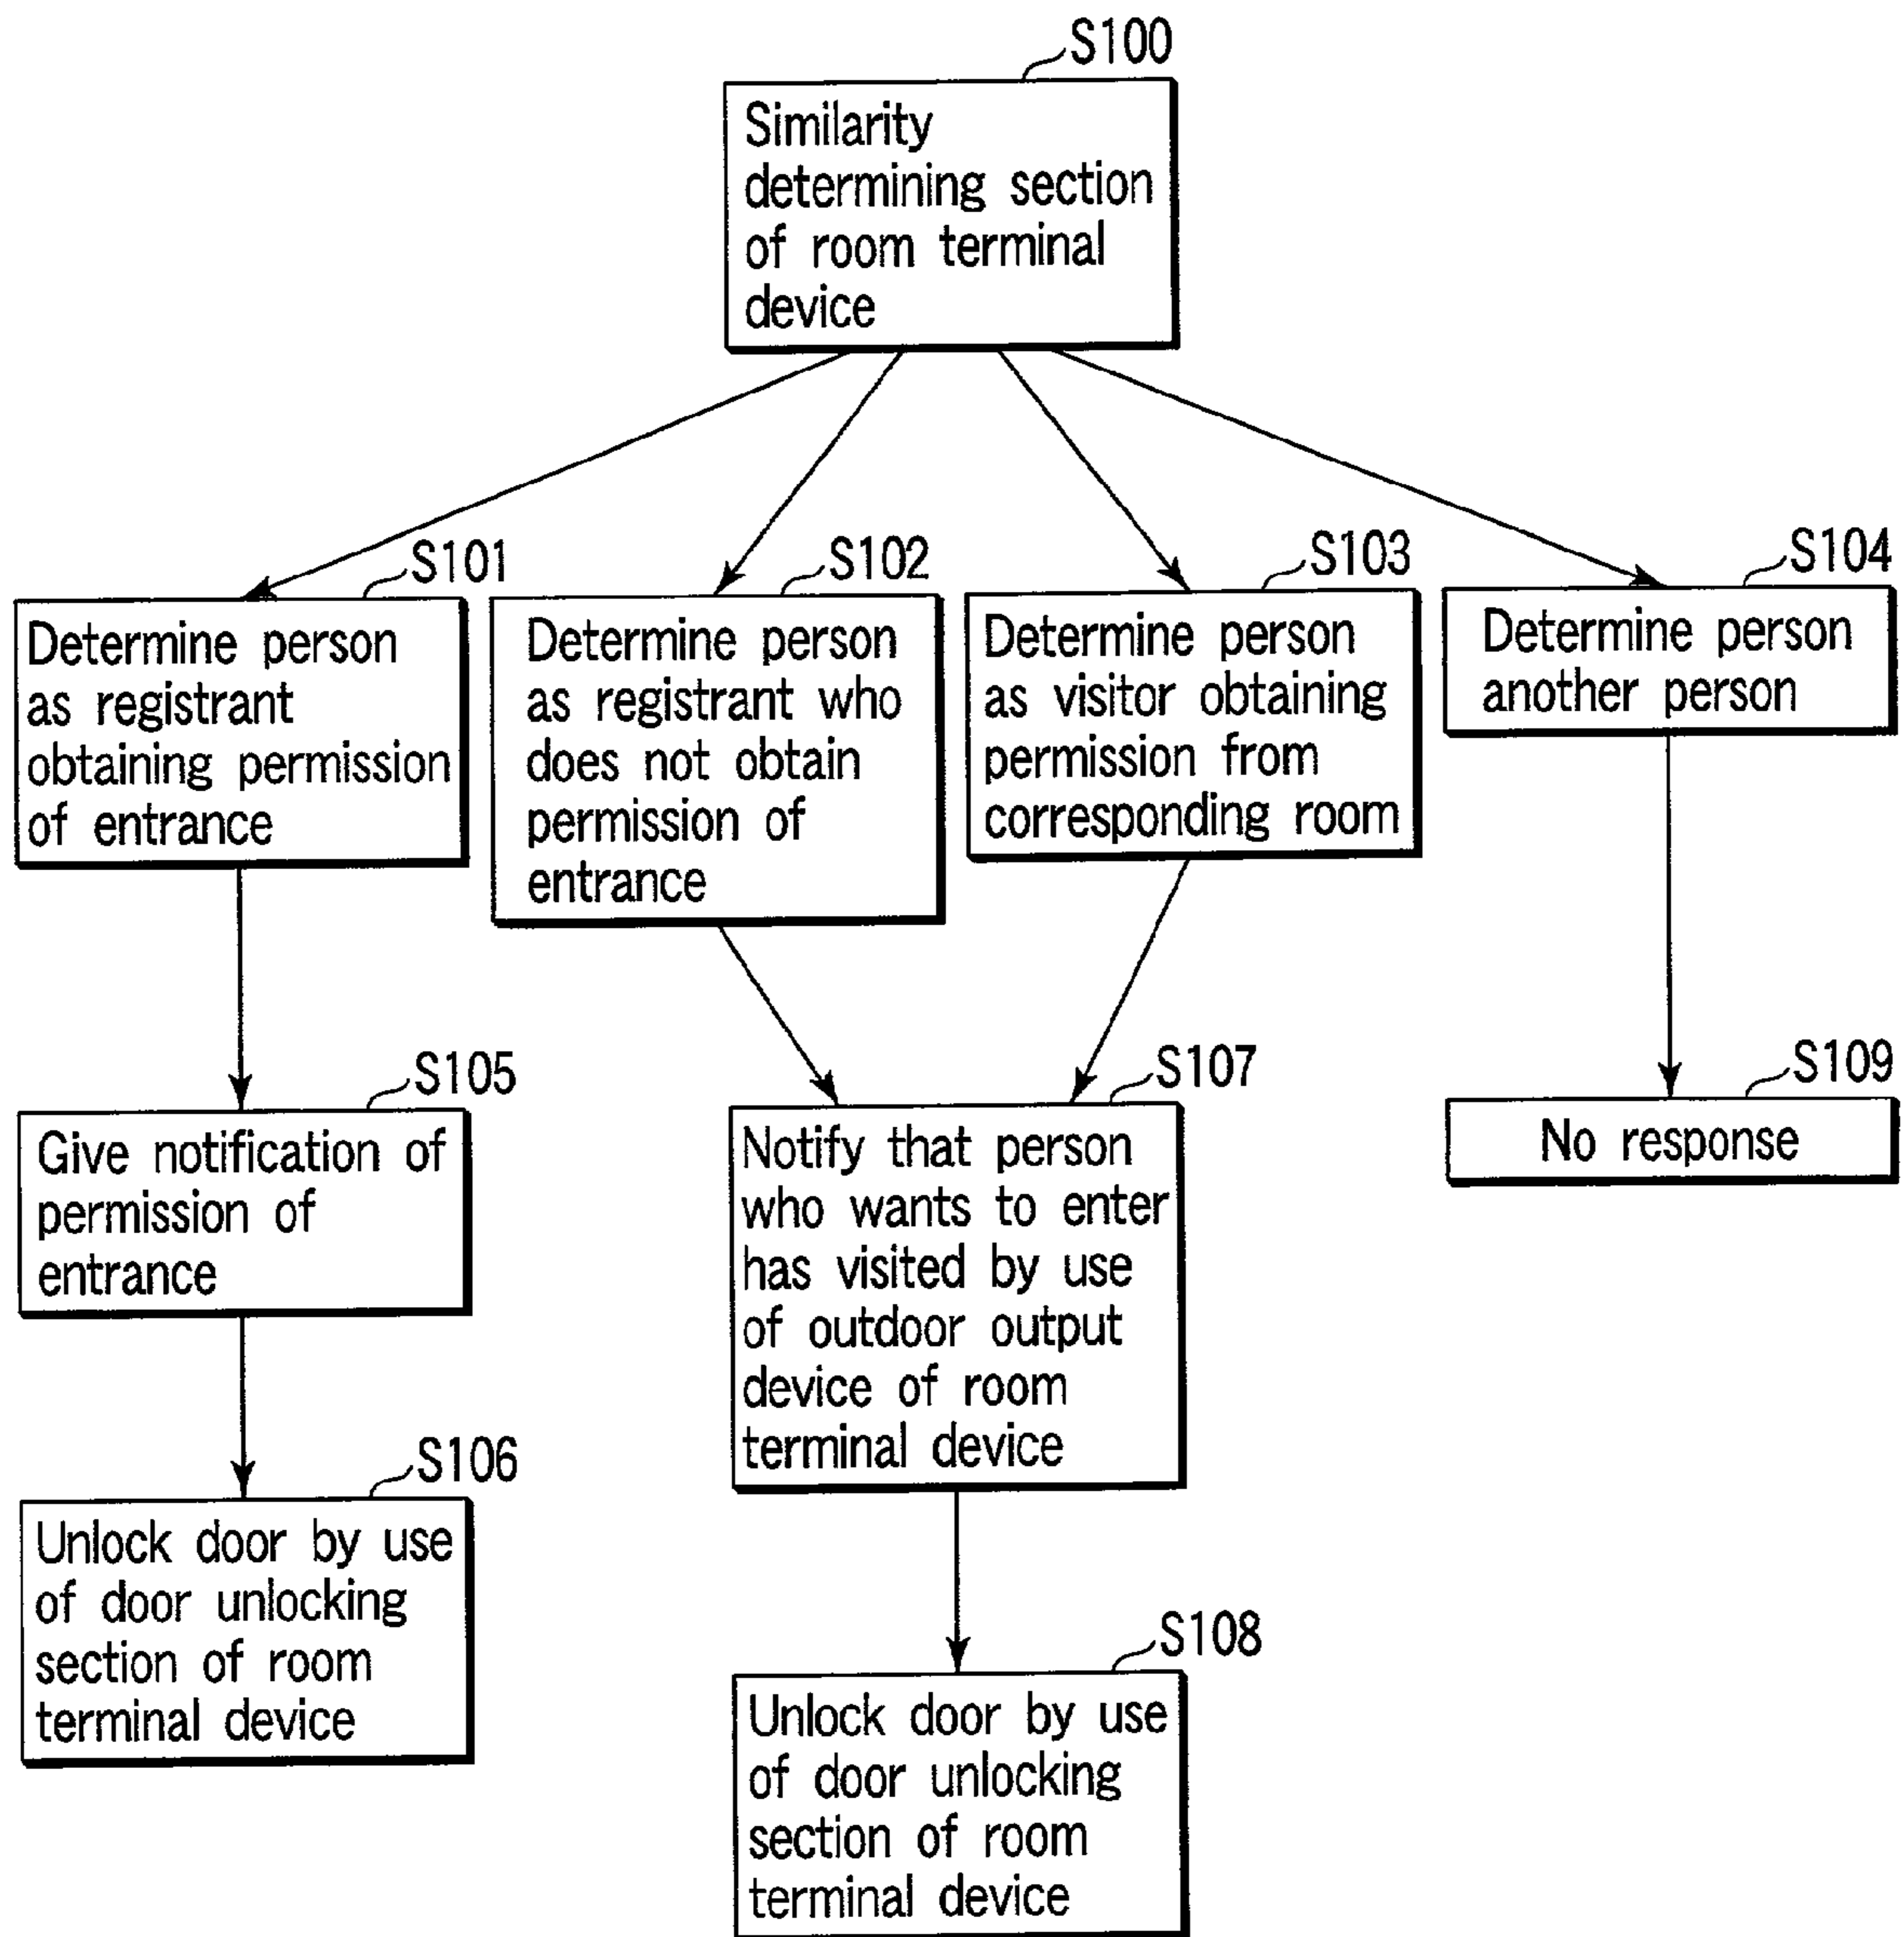 S100
Similarity
determining section
of room terminal
device
S101
Determine person
as registrant
obtaining permission
of entrance
S102
Determine person
as registrant who
does not obtain
permission of
entrance
S103
Determine person
as visitor obtaining
permission from
corresponding room
S104
Determine person
another person
S105
Give notification of
permission of
entrance
S107
Notify that person
who wants to enter
has visited by use
of outdoor output
device of room
terminal device
S109
No response
S106
Unlock door by use
of door unlocking
section of room
terminal device
S108
Unlock door by use
of door unlocking
section of room
terminal device